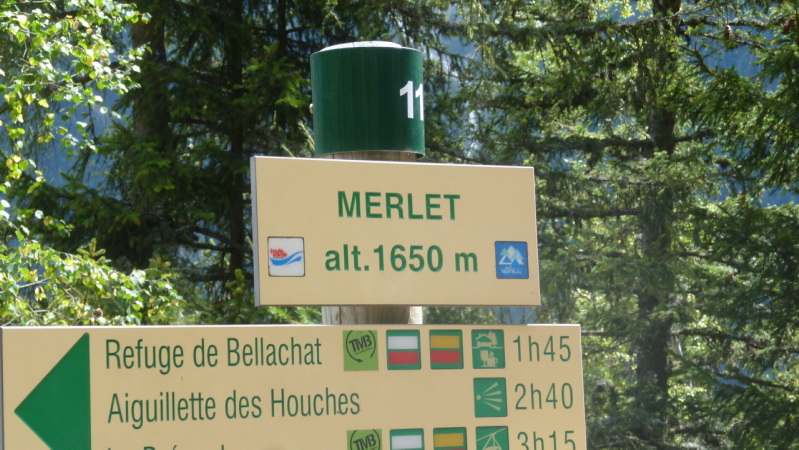 11
MERLET
alt.1650 m
Refuge de Bellachat TMB 1h45
Aiguillette des Houches 2h40
TMB 3h15